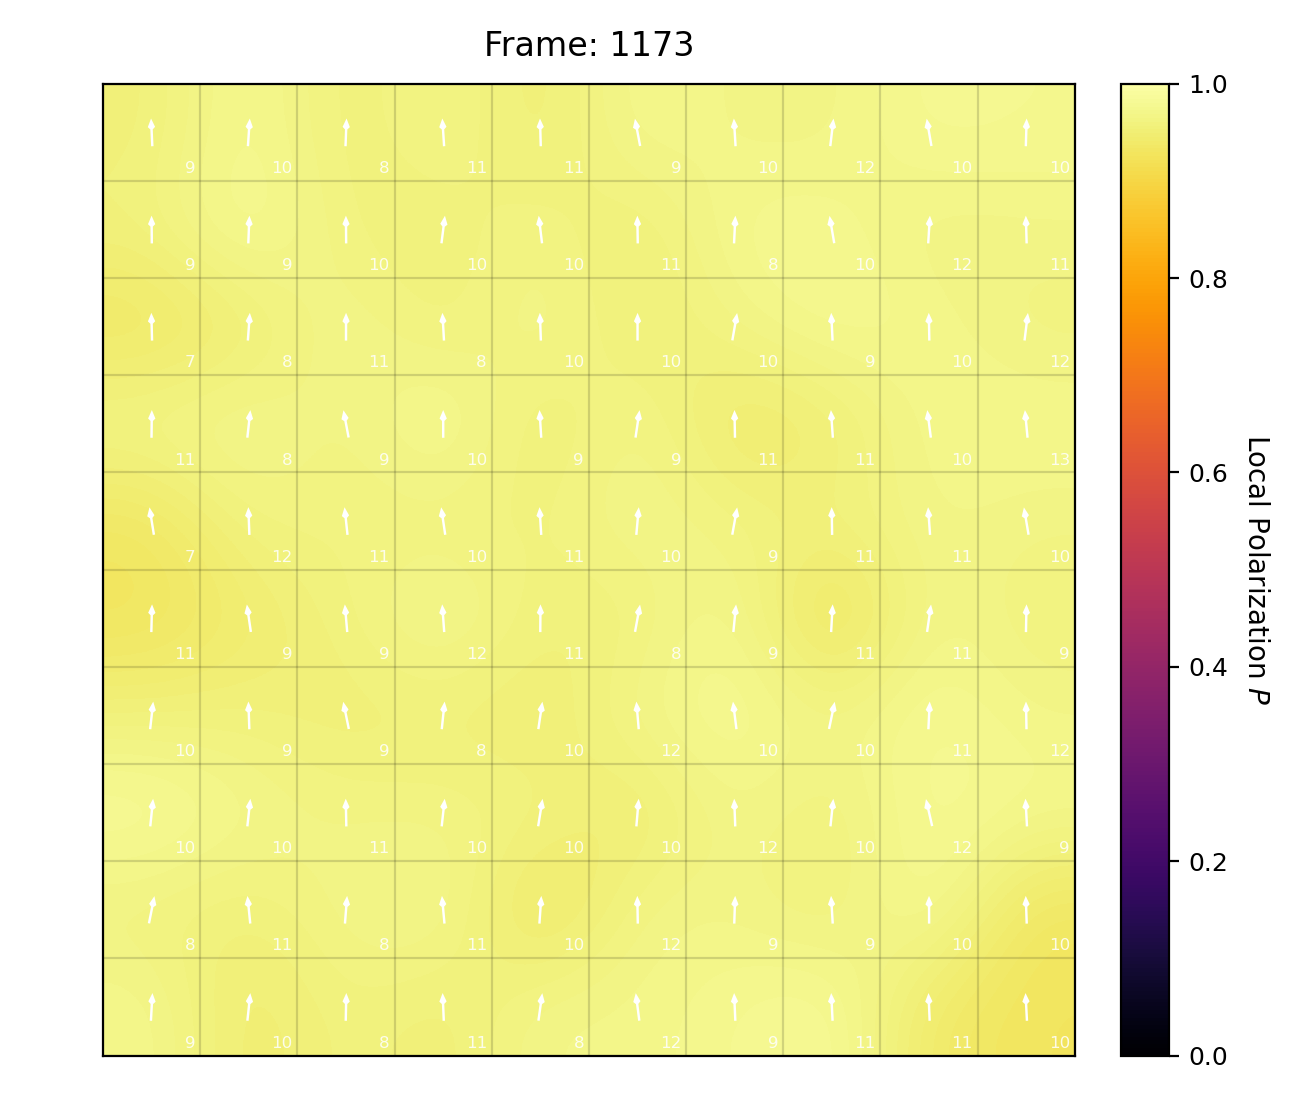 Frame: 1173
9 10 8 11 11 9 10 12 10 10
9 9 10 10 10 11 8 10 12 11
7 8 11 8 10 10 10 9 10 12
11 8 9 10 9 9 11 11 10 13
7 12 11 10 11 10 9 11 11 10
11 9 9 12 11 8 9 11 11 9
10 9 9 8 10 12 10 10 11 12
10 10 11 10 10 10 12 10 12 9
8 11 8 11 10 12 9 9 10 10
9 10 8 11 8 12 9 11 11 10
1.0
0.8
0.6
0.4
0.2
0.0
Local Polarization P